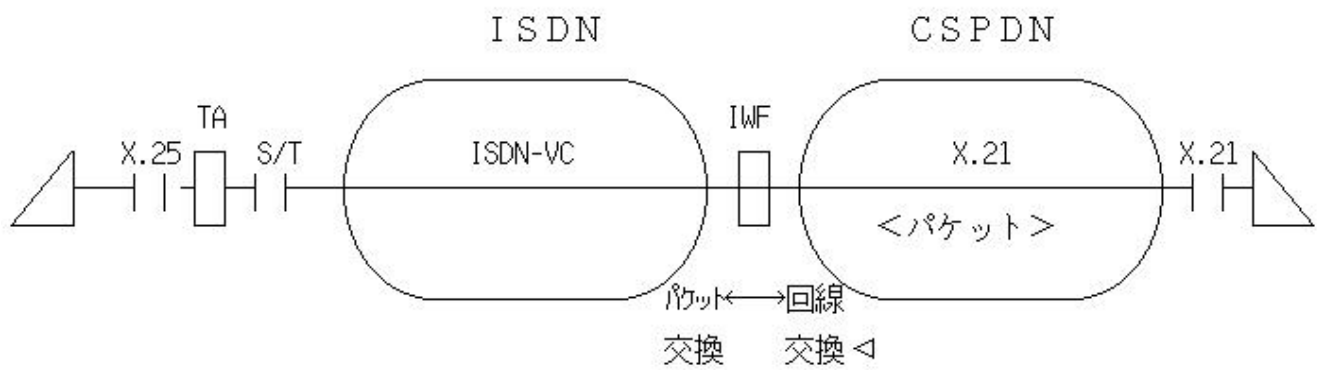 ISDN CSPDN
TA IWF
X.25 S/T ISDN-VC X.21 X.21
<パケット>
パケット←→回線
交換 交換◁